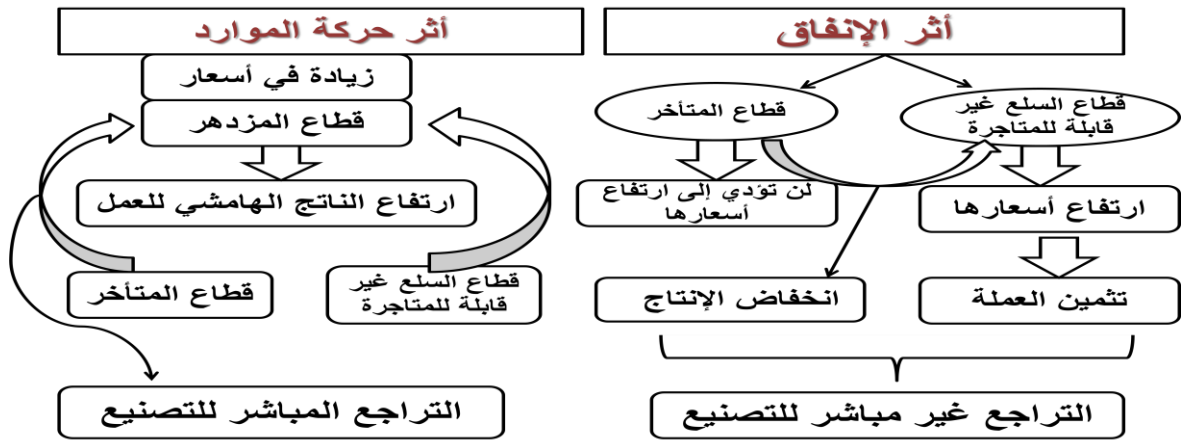 أثر الإنفاق
قطاع السلع غير
قابلة للمتاجرة
قطاع المتأخر
ارتفاع أسعارها
لن تؤدي إلى ارتفاع
أسعارها
تثمين العملة
انخفاض الإنتاج
التراجع غير مباشر للتصنيع
أثر حركة الموارد
زيادة في أسعار
قطاع المزدهر
ارتفاع الناتج الهامشي للعمل
قطاع السلع غير
قابلة للمتاجرة
قطاع المتأخر
التراجع المباشر للتصنيع